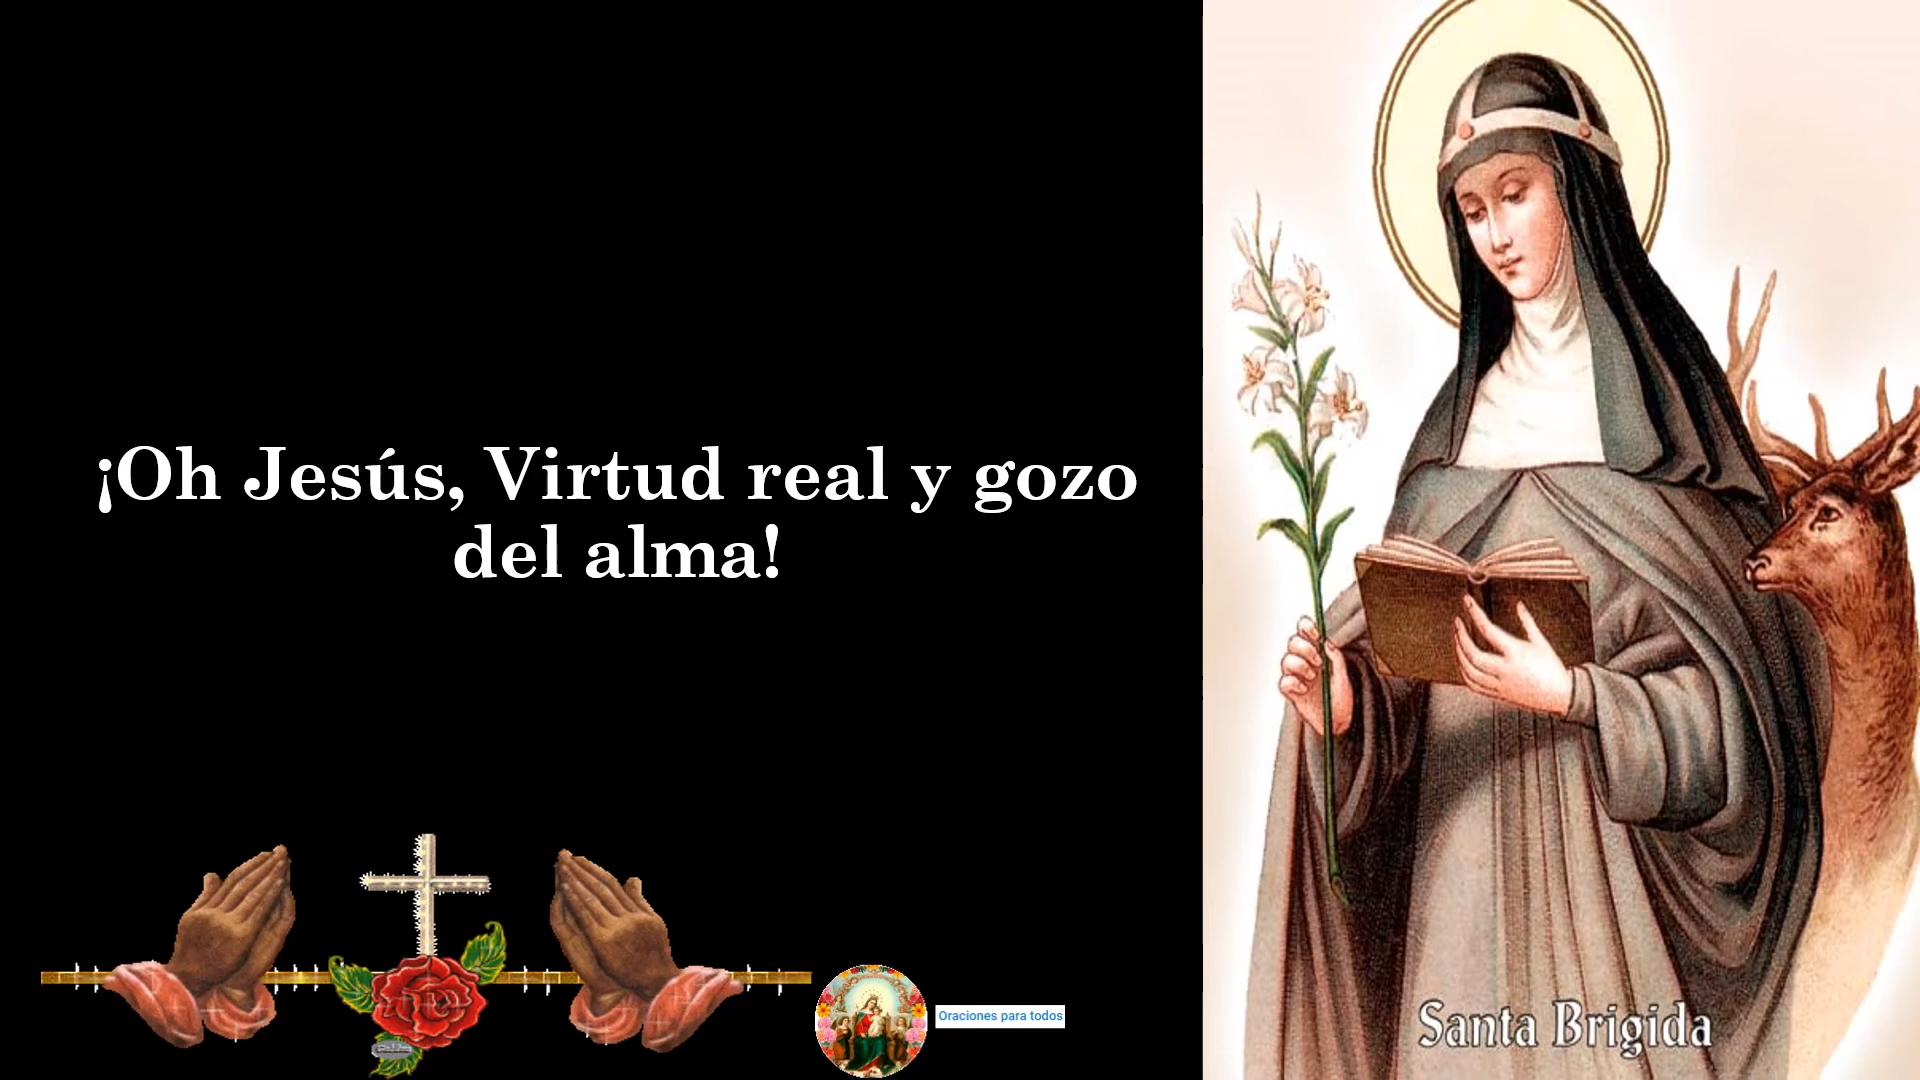 ¡Oh Jesús, Virtud real y gozo
del alma!
Oraciones para todos
Santa Brigida